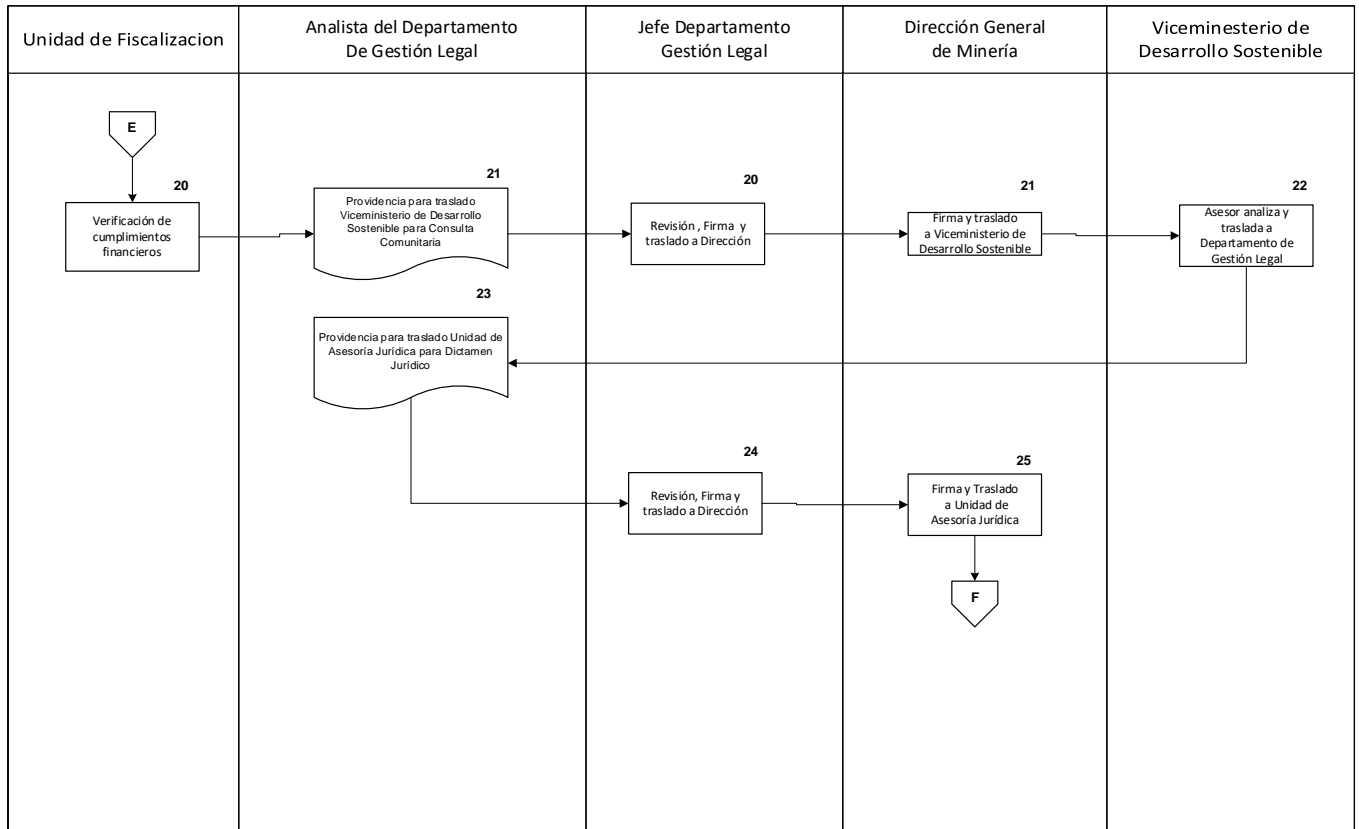 Unidad de Fiscalizacion
Analista del Departamento
De Gestión Legal
Jefe Departamento
Gestión Legal
Dirección General
de Minería
Viceminesterio de
Desarrollo Sostenible
E
20
Verificación de
cumplimientos
financieros
21
Providencia para traslado
Viceministerio de Desarrollo
Sostenible para Consulta
Comunitaria
20
Revisión , Firma y
traslado a Dirección
21
Firma y traslado
a Viceministerio de
Desarrollo Sostenible
22
Asesor analiza y
traslada a
Departamento de
Gestión Legal
23
Providencia para traslado Unidad de
Asesoría Jurídica para Dictamen
Jurídico
24
Revisión, Firma y
traslado a Dirección
25
Firma y Traslado
a Unidad de
Asesoría Jurídica
F